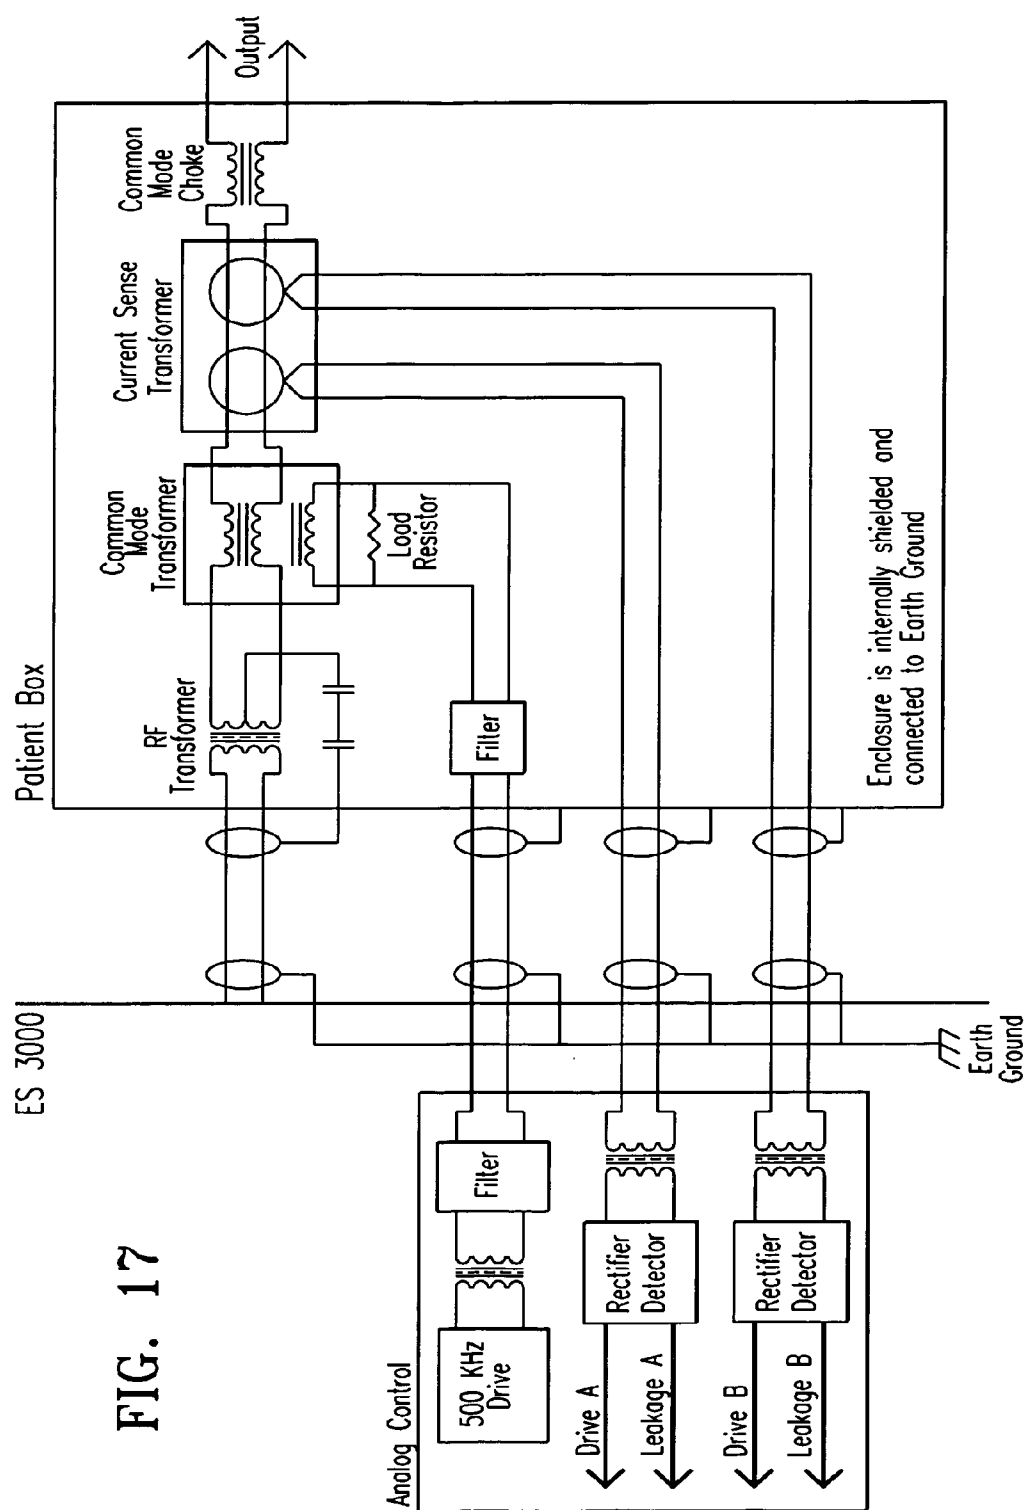 FIG. 17
ES 3000
Patient Box
Analog Control
500 KHz
Drive
Filter
Filter
RF
Transformer
Common
Mode
Transformer
Load
Resistor
Current Sense
Transformer
Common
Mode
Choke
Output
Drive A
Leakage A
Rectifier
Detector
Drive B
Leakage B
Rectifier
Detector
Earth
Ground
Enclosure is internally shielded and
connected to Earth Ground